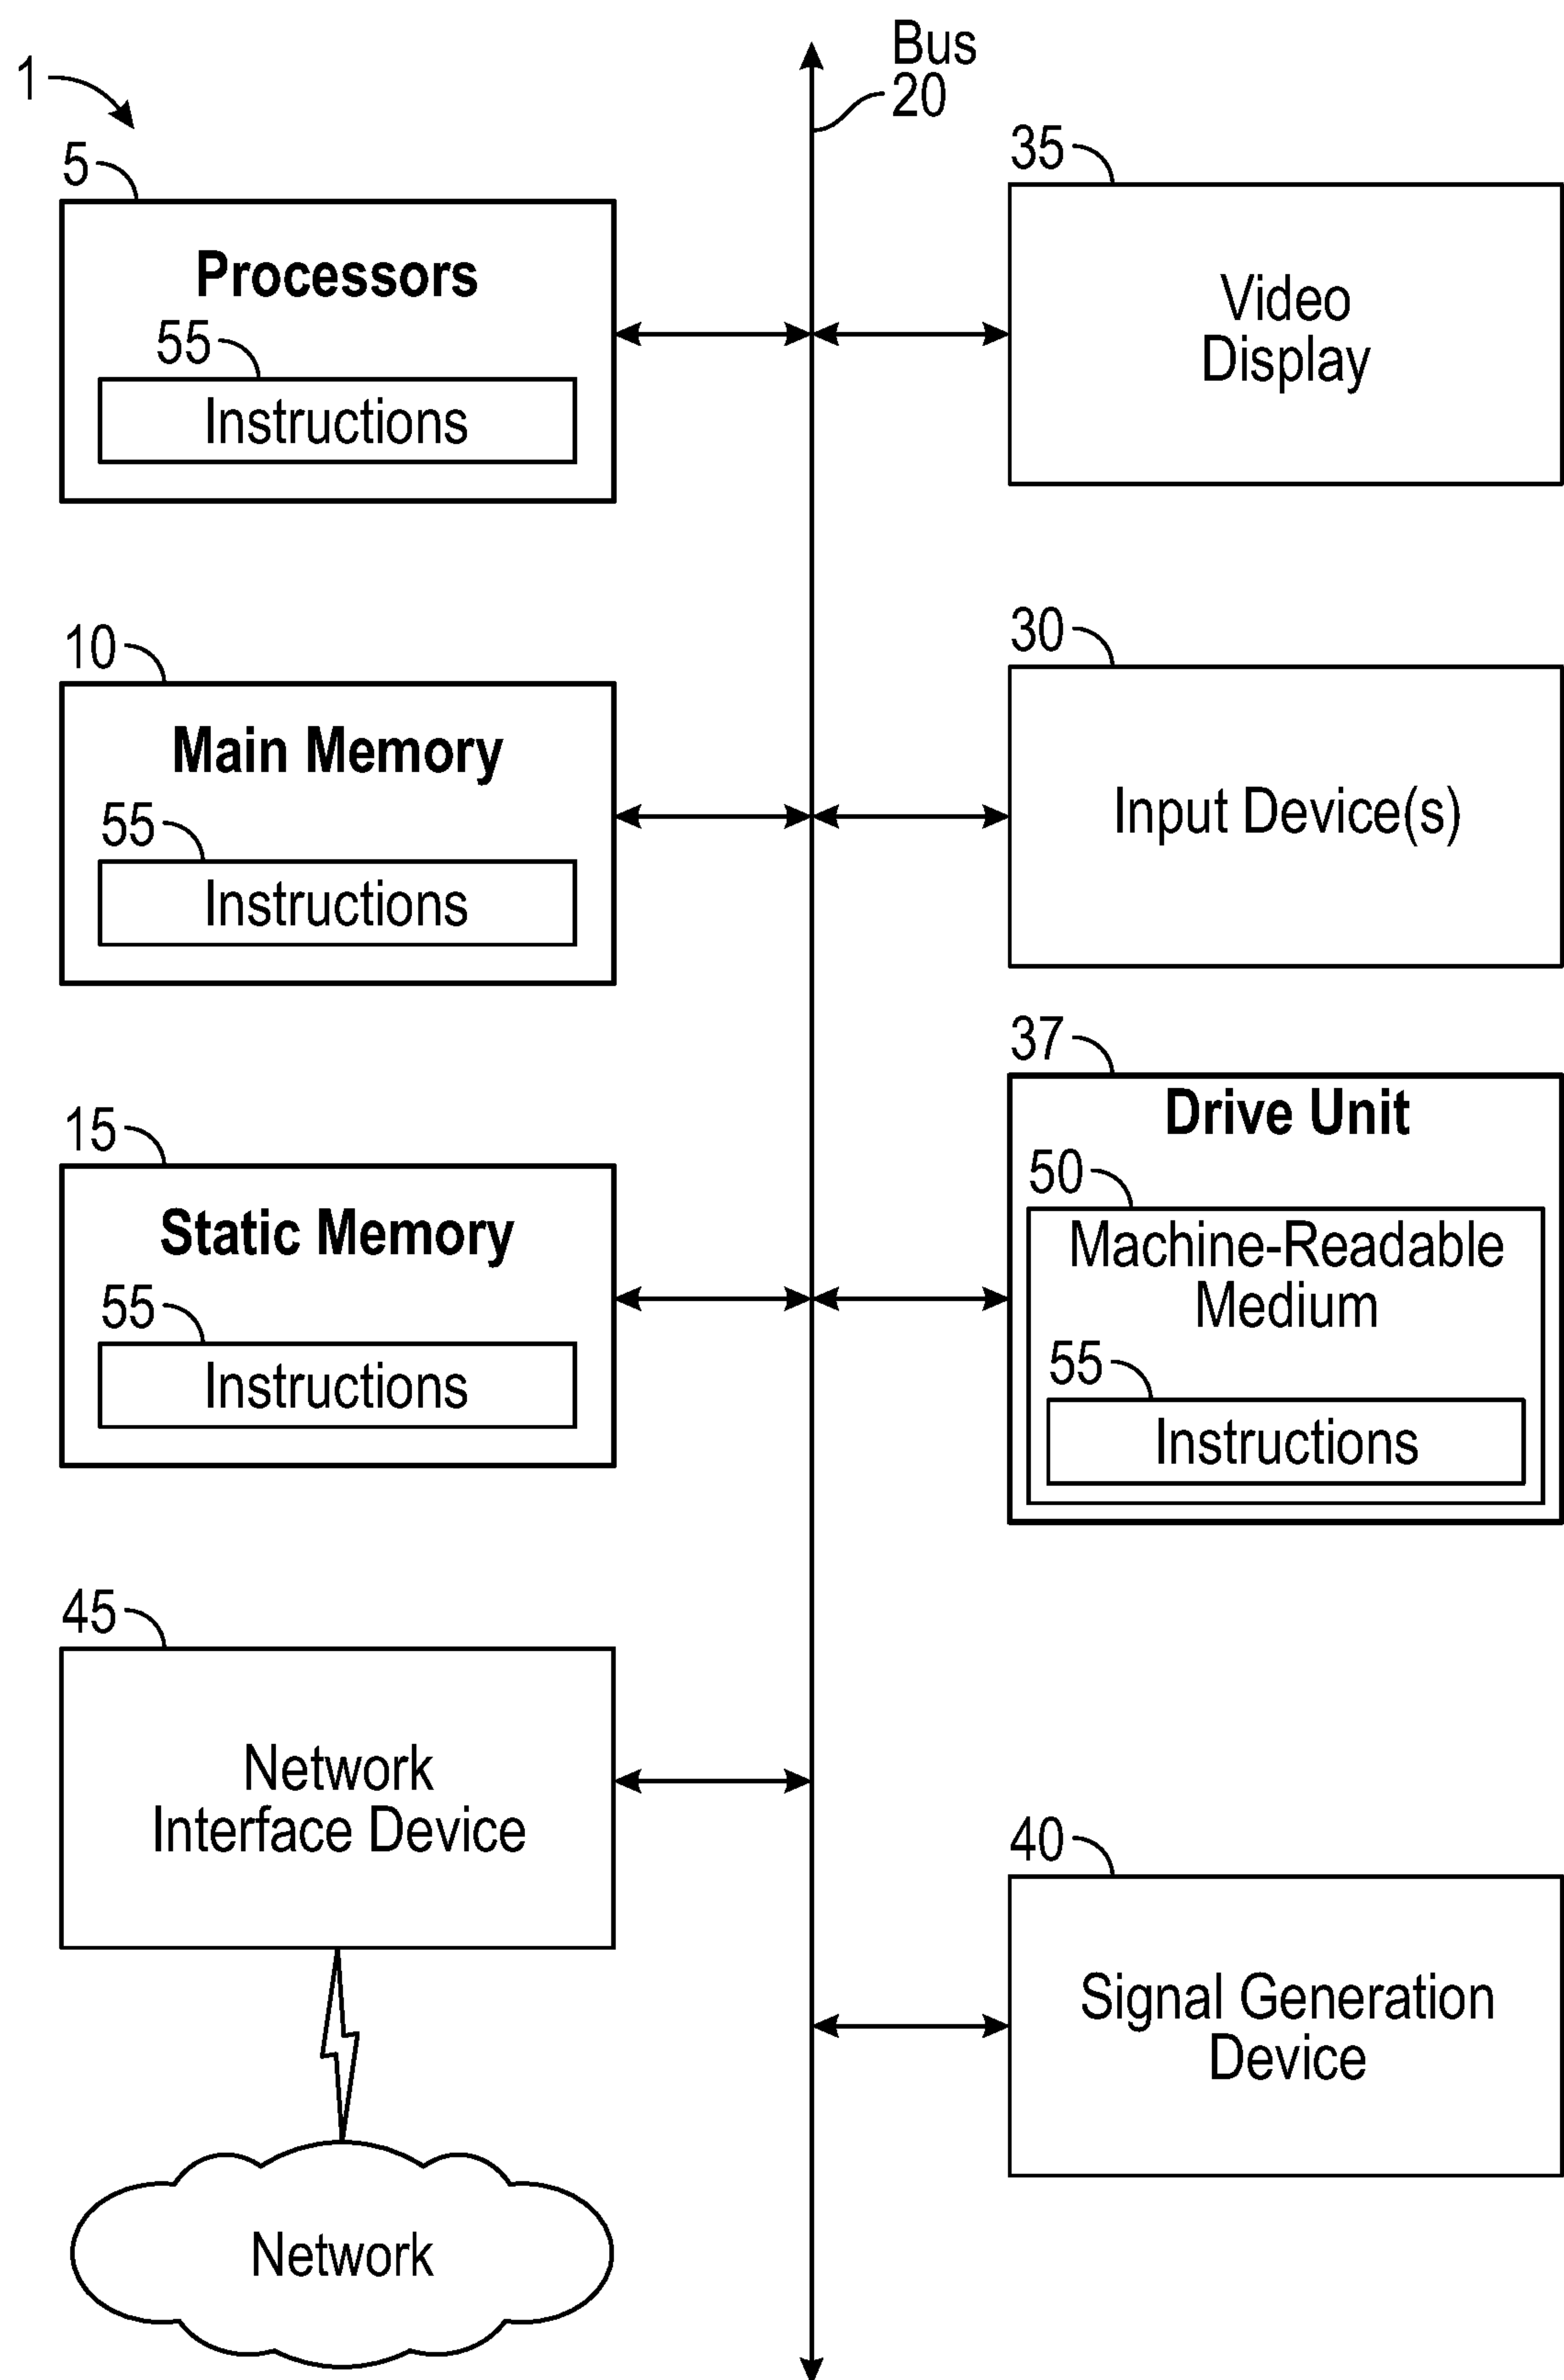 1
Bus
20
5
Processors
55
Instructions
35
Video
Display
10
Main Memory
55
Instructions
30
Input Device(s)
15
Static Memory
55
Instructions
37
Drive Unit
50
Machine-Readable
Medium
55
Instructions
45
Network
Interface Device
40
Signal Generation
Device
Network